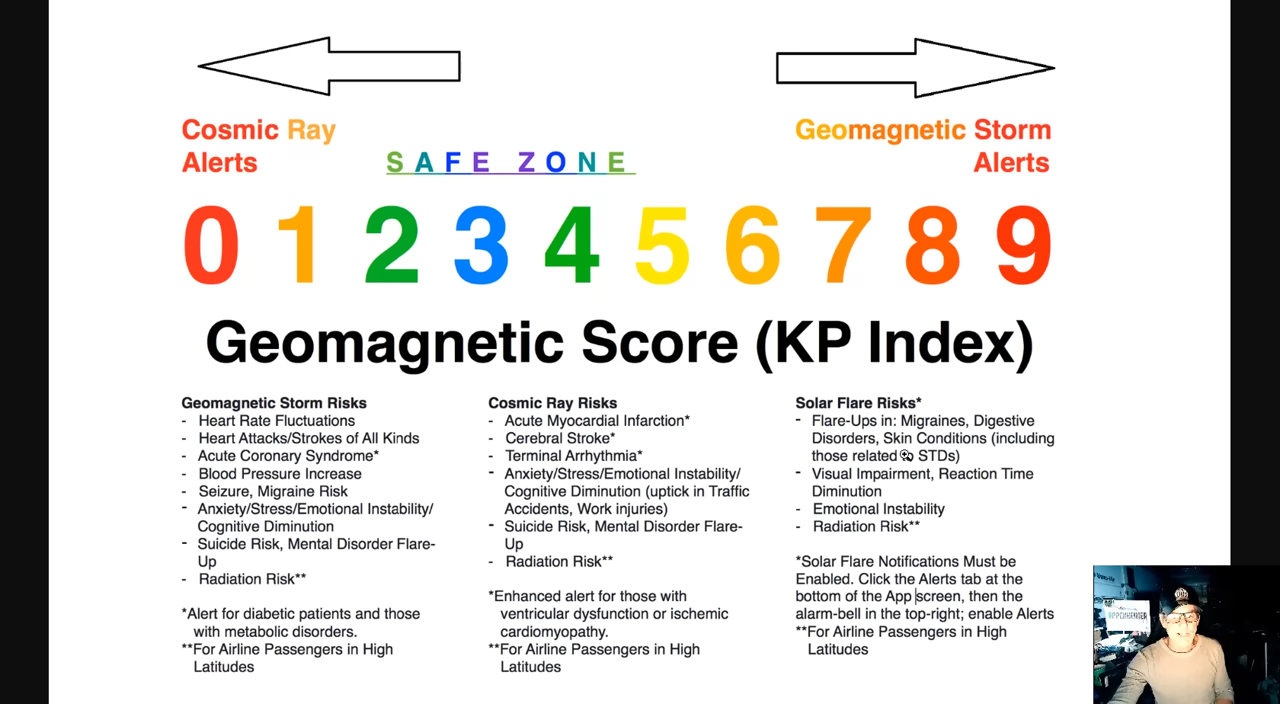 Cosmic Ray
Alerts
Geomagnetic Storm
Alerts
SAFE ZONE
0 1 2 3 4 5 6 7 8 9
Geomagnetic Score (KP Index)
Geomagnetic Storm Risks
- Heart Rate Fluctuations
- Heart Attacks/Strokes of All Kinds
- Acute Coronary Syndrome*
- Blood Pressure Increase
- Seizure, Migraine Risk
- Anxiety/Stress/Emotional Instability/
Cognitive Diminution
- Suicide Risk, Mental Disorder Flare-
Up
- Radiation Risk**
*Alert for diabetic patients and those
with metabolic disorders.
**For Airline Passengers in High
Latitudes
Cosmic Ray Risks
- Acute Myocardial Infarction*
- Cerebral Stroke*
- Terminal Arrhythmia*
- Anxiety/Stress/Emotional Instability/
Cognitive Diminution (uptick in Traffic
Accidents, Work injuries)
- Suicide Risk, Mental Disorder Flare-
Up
- Radiation Risk**
*Enhanced alert for those with
ventricular dysfunction or ischemic
cardiomyopathy.
**For Airline Passengers in High
Latitudes
Solar Flare Risks*
- Flare-Ups in: Migraines, Digestive
Disorders, Skin Conditions (including
those related STDs)
- Visual Impairment, Reaction Time
Diminution
- Emotional Instability
- Radiation Risk**
*Solar Flare Notifications Must be
Enabled. Click the Alerts tab at the
bottom of the App screen, then the
alarm-bell in the top-right; enable Alerts
**For Airline Passengers in High
Latitudes